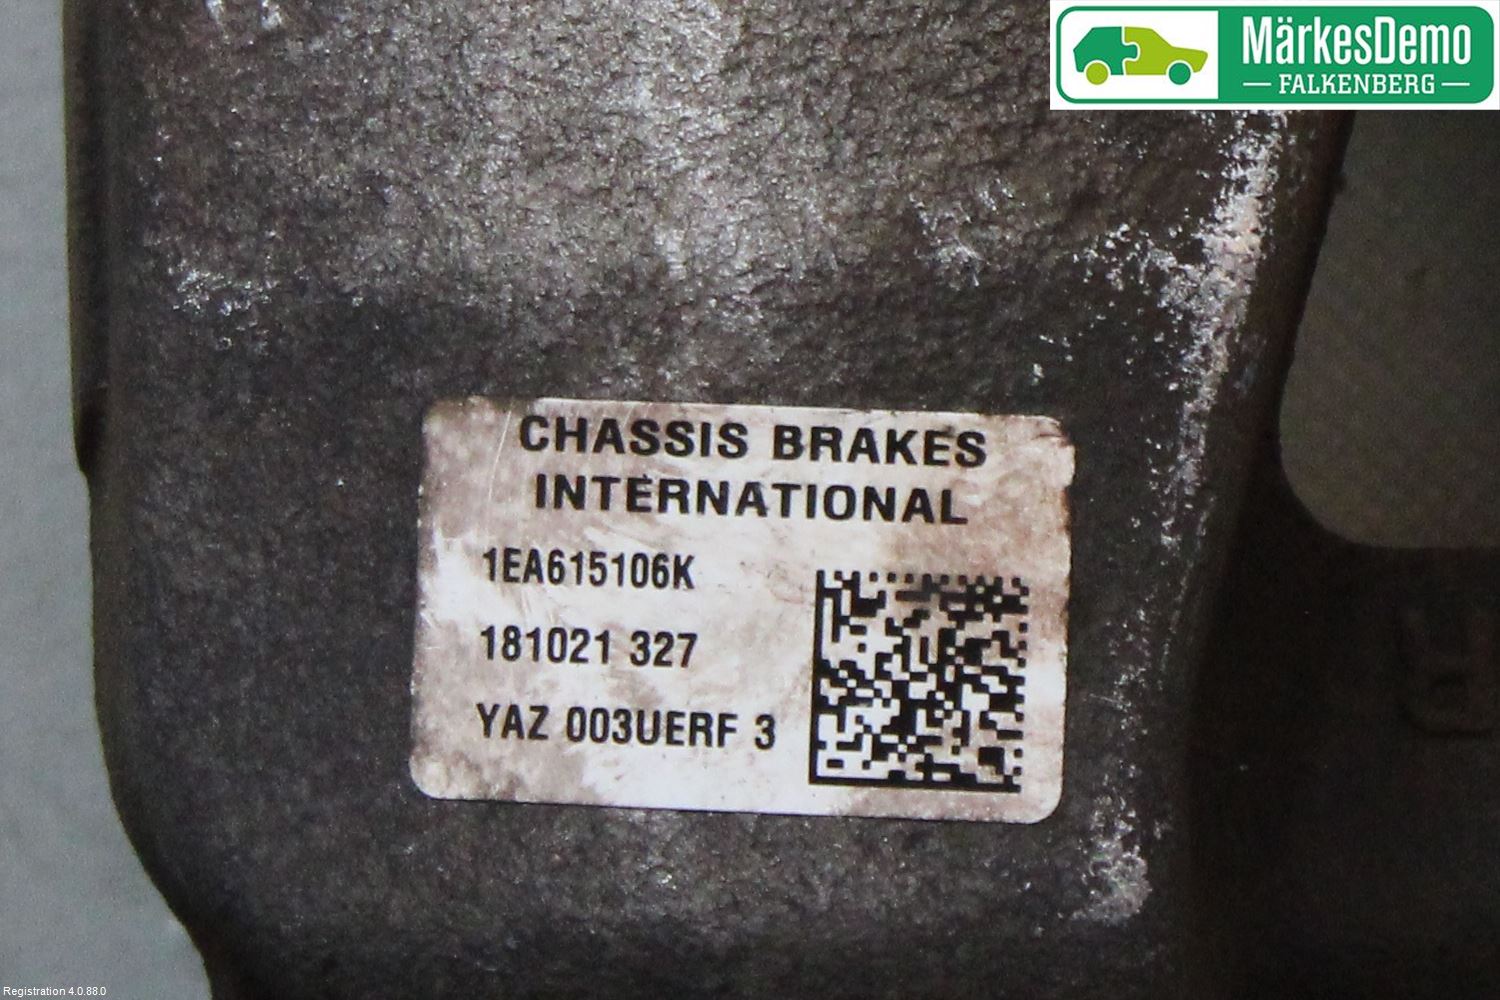 MärkesDemo
FALKENBERG
CHASSIS BRAKES
INTERNATIONAL
1EA615106K
181021 327
YAZ 003UERF 3
Registration 4.0.88.0